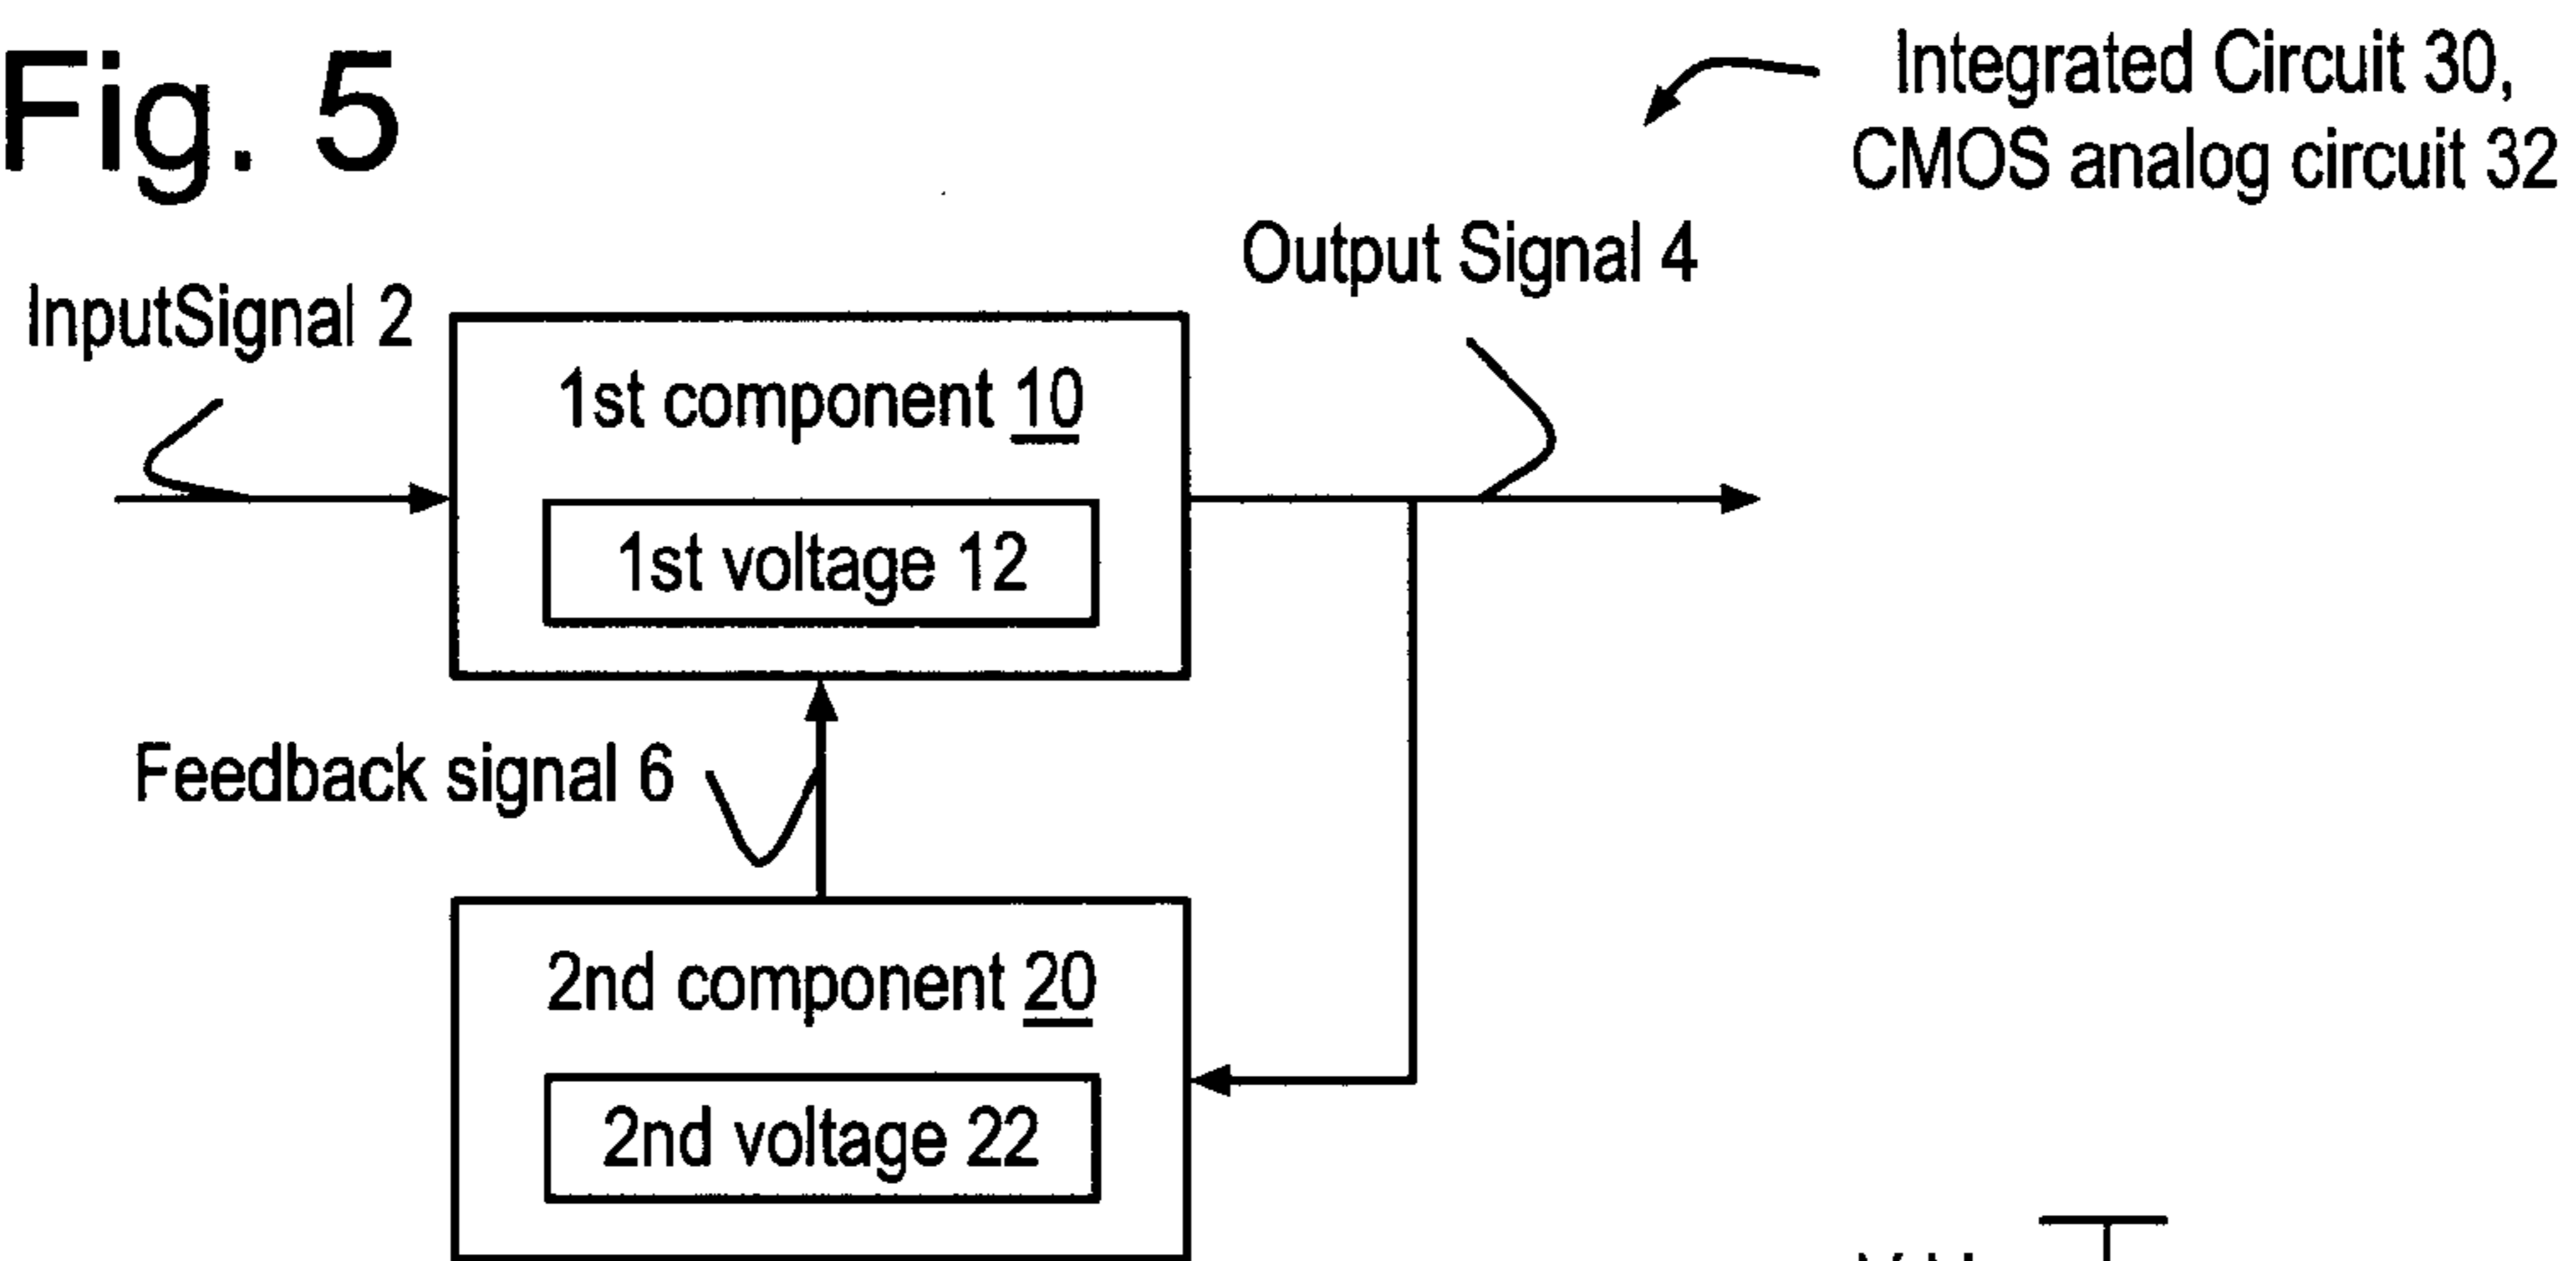 Fig. 5
Integrated Circuit 30,
CMOS analog circuit 32
Output Signal 4
InputSignal 2
1st component 10
1st voltage 12
Feedback signal 6
2nd component 20
2nd voltage 22